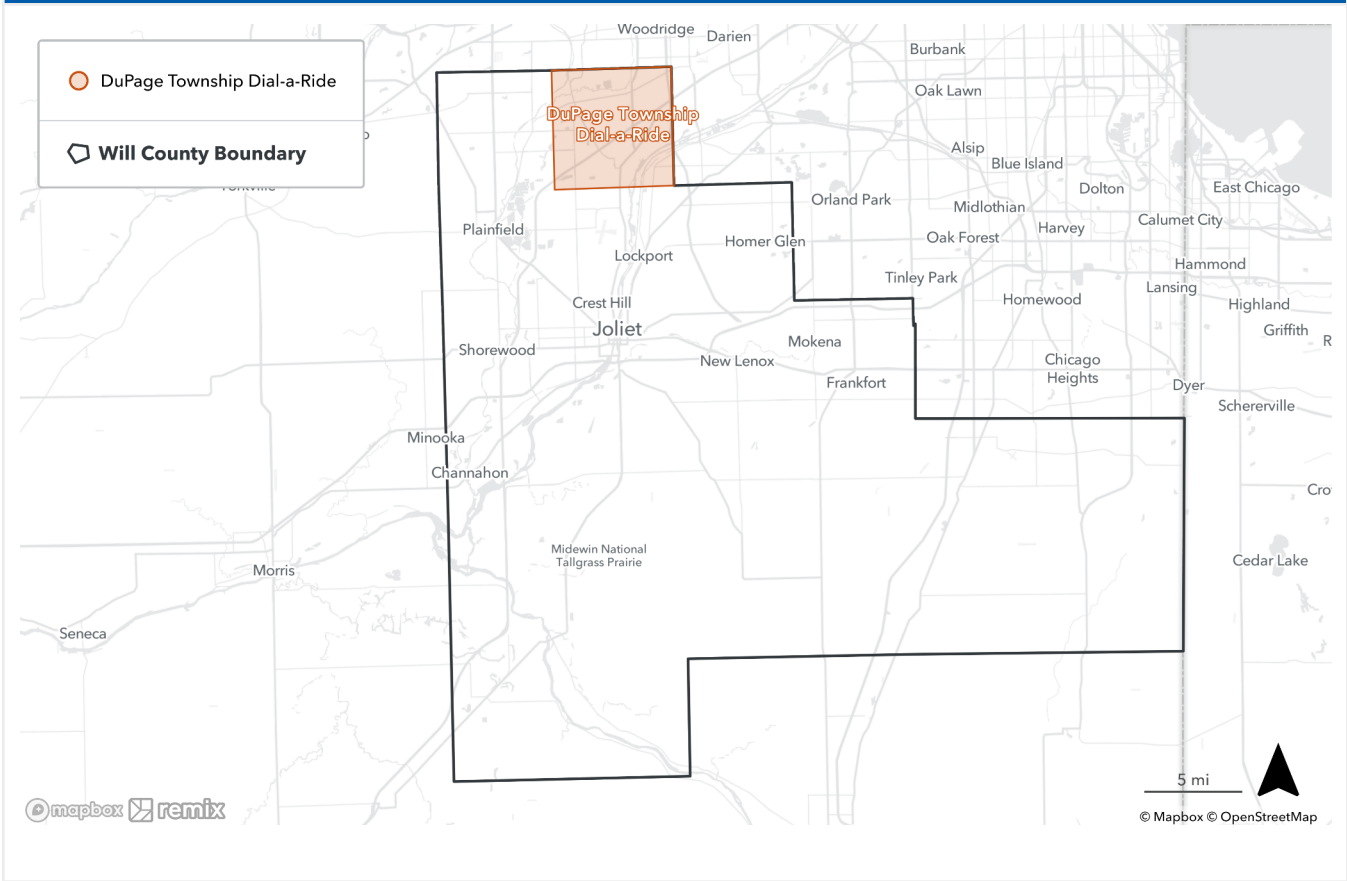 Woodridge
Darien
Burbank
DuPage Township Dial-a-Ride
Oak Lawn
DuPage Township
Dial-a-Ride
Will County Boundary
Alsip
Blue Island
Dolton
East Chicago
Orland Park
Midlothian
Calumet City
Plainfield
Harvey
Homer Glen
Oak Forest
Lockport
Hammond
Tinley Park
Lansing
Crest Hill
Homewood
Highland
Joliet
Griffith
Mokena
R
Shorewood
New Lenox
Chicago
Heights
Frankfort
Dyer
Schererville
Minooka
Channahon
Cro
Midewin National
Tallgrass Prairie
Cedar Lake
Morris
Seneca
5 mi
mapbox remix
© Mapbox © OpenStreetMap